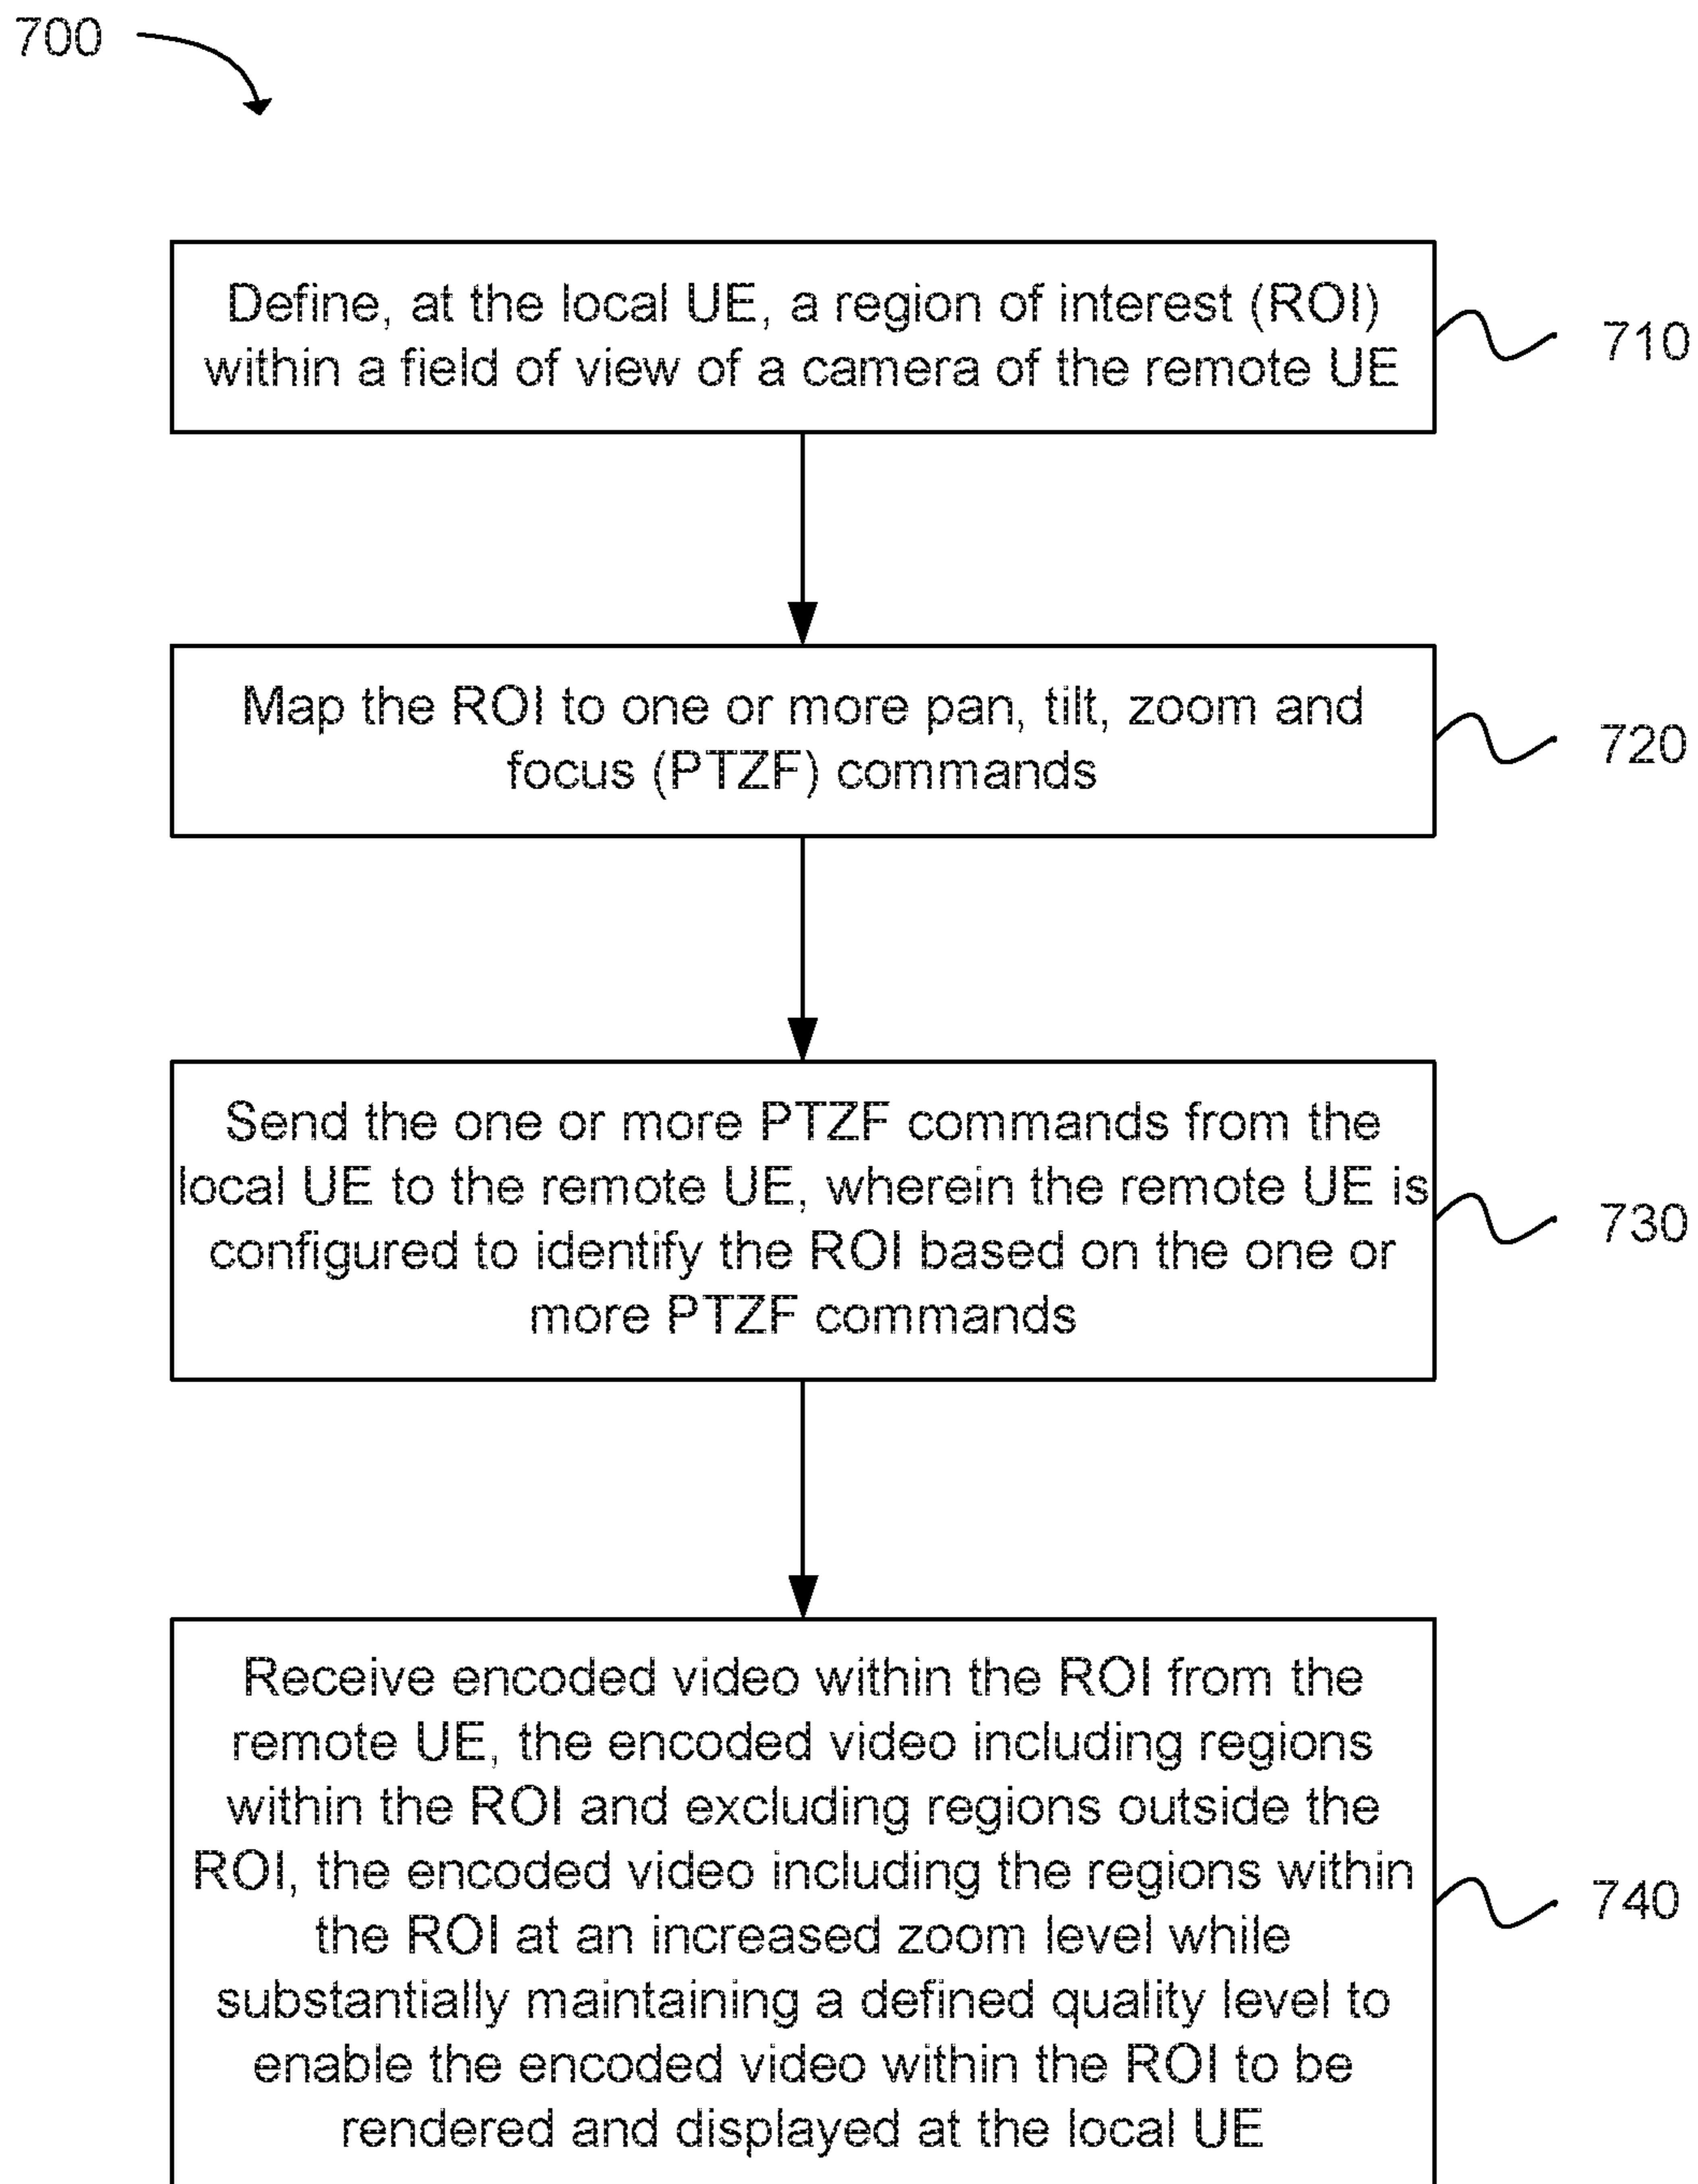 700
Define, at the local UE, a region of interest (ROI)
within a field of view of a camera of the remote UE
710
Map the ROI to one or more pan, tilt, zoom and
focus (PTZF) commands
720
Send the one or more PTZF commands from the
local UE to the remote UE, wherein the remote UE is
configured to identify the ROI based on the one or
more PTZF commands
730
Receive encoded video within the ROI from the
remote UE, the encoded video including regions
within the ROI and excluding regions outside the
ROI, the encoded video including the regions within
the ROI at an increased zoom level while
substantially maintaining a defined quality level to
enable the encoded video within the ROI to be
rendered and displayed at the local UE
740